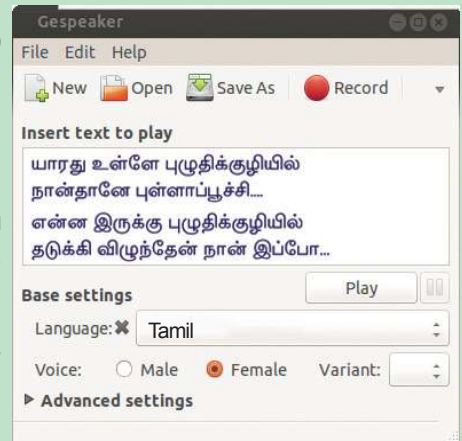 Gespeaker
File Edit Help
New Open Save As Record
Insert text to play
யாரது உள்ளே புழுதிக்குழியில்
நான்தானே புள்ளாப்பூச்சி....
என்ன இருக்கு புழுதிக்குழியில்
தடுக்கி விழுந்தேன் நான் இப்போ...
Play
Base settings
Language: Tamil
Voice: Male Female Variant:
Advanced settings